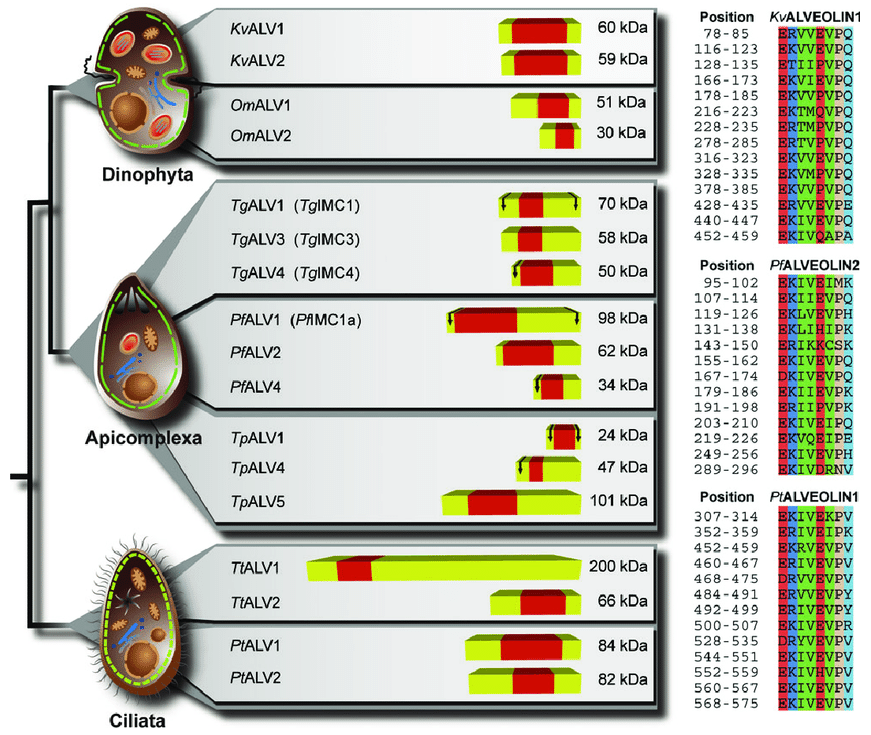 KvALV1 60 kDa
KvALV2 59 kDa
OmALV1 51 kDa
OmALV2 30 kDa
Dinophyta
TgALV1 (TgIMC1) 70 kDa
TgALV3 (TgIMC3) 58 kDa
TgALV4 (TgIMC4) 50 kDa
PfALV1 (PfIMC1a) 98 kDa
PfALV2 62 kDa
PfALV4 34 kDa
Apicomplexa
TpALV1 24 kDa
TpALV4 47 kDa
TpALV5 101 kDa
TtALV1 200 kDa
TtALV2 66 kDa
PtALV1 84 kDa
PtALV2 82 kDa
Ciliata
Position KvALVEOLIN1
78-85 ERVVEVPQ
116-123 EKVVEVPQ
128-135 ETIIPVPQ
166-173 EKVIEVPQ
178-185 EKVVPVPQ
216-223 EKTMQVPQ
228-235 ERTMPVPQ
278-285 ERTVPVPQ
316-323 EKVVEVPQ
328-335 EKVMPVPQ
378-385 EKVVPVPQ
428-435 ERVVEVPE
440-447 EKIVEVPQ
452-459 EKIVQAPA
Position PfALVEOLIN2
95-102 EKIVEIMK
107-114 EKIIEVPQ
119-126 EKLVEVPH
131-138 EKLIHIPK
143-150 ERIKKCSK
155-162 EKIVEVPQ
167-174 DKIVEVPQ
179-186 EKIIEVPK
191-198 ERIIPVPK
203-210 EKIVEIPQ
219-226 EKVQEIPE
249-256 EKIVEVPH
289-296 EKIVDRNV
Position PtALVEOLIN1
307-314 EKIVEKPV
352-359 ERIVEIPK
452-459 EKRVEVPV
460-467 EKIVEVPV
468-475 DRVVEVPV
484-491 ERVVEVPY
492-499 ERIVEVPY
500-507 EKIVEVPR
528-535 DRYVEVPV
544-551 EKIVEVPV
552-559 EKIVHVPV
560-567 EKIVEVPV
568-575 EKIVEVPV